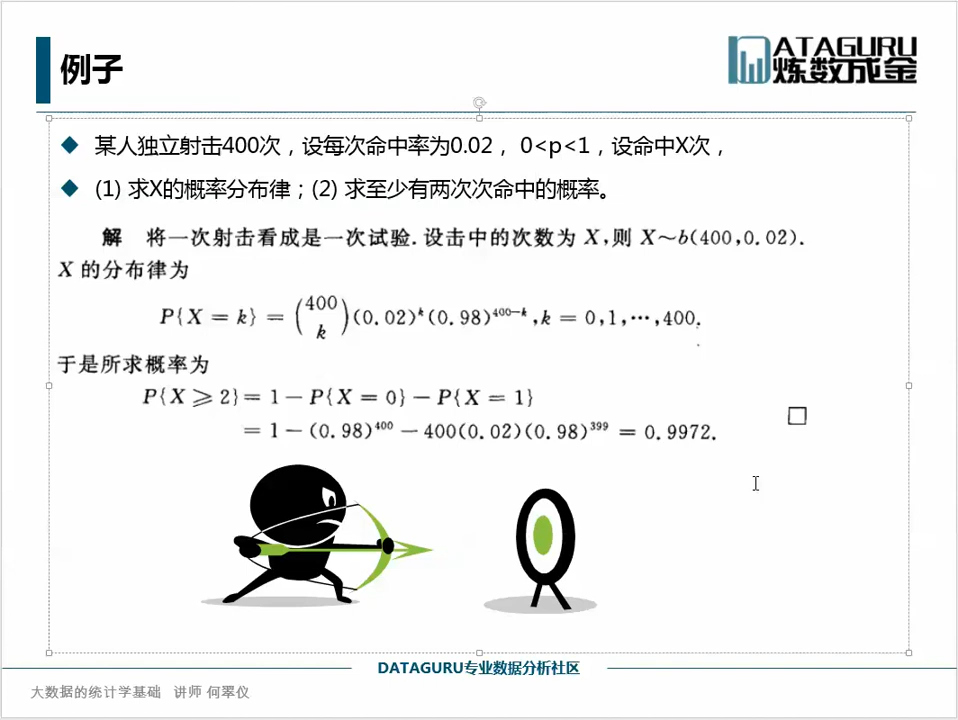 例子
ATAGURU
炼数成金
某人独立射击400次，设每次命中率为0.02， 0<p<1，设命中X次，
(1) 求X的概率分布律；(2) 求至少有两次次命中的概率。
解 将一次射击看成是一次试验. 设击中的次数为 X, 则 X～b(400,0.02).
X 的分布律为
P{X = k} = (400 k)(0.02)^k(0.98)^{400-k}, k = 0,1,⋯,400.
于是所求概率为
P{X ≥ 2} = 1 − P{X = 0} − P{X = 1}
= 1 − (0.98)^{400} − 400(0.02)(0.98)^{399} = 0.9972.
DATAGURU专业数据分析社区
大数据的统计学基础 讲师 何翠仪